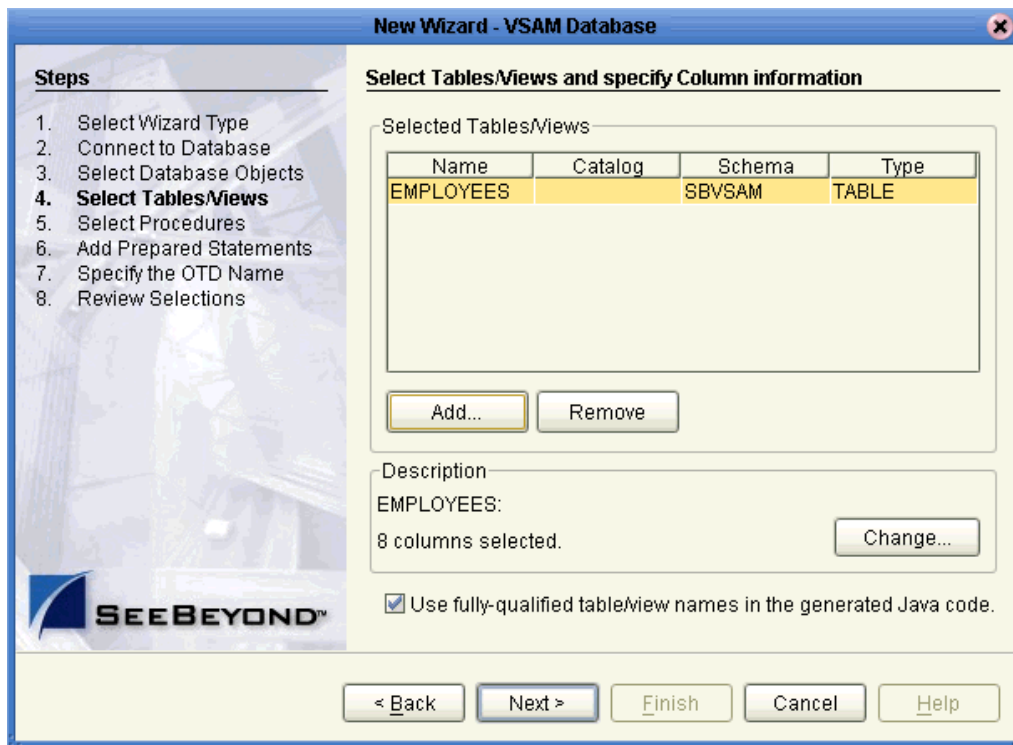 New Wizard - VSAM Database
Steps
1. Select Wizard Type
2. Connect to Database
3. Select Database Objects
4. Select Tables/Views
5. Select Procedures
6. Add Prepared Statements
7. Specify the OTD Name
8. Review Selections
SEEBEYOND™
Select Tables/Views and specify Column information
Selected Tables/Views
Name Catalog Schema Type
EMPLOYEES SBVSAM TABLE
Add... Remove
Description
EMPLOYEES:
8 columns selected.
Change...
Use fully-qualified table/view names in the generated Java code.
< Back Next > Finish Cancel Help